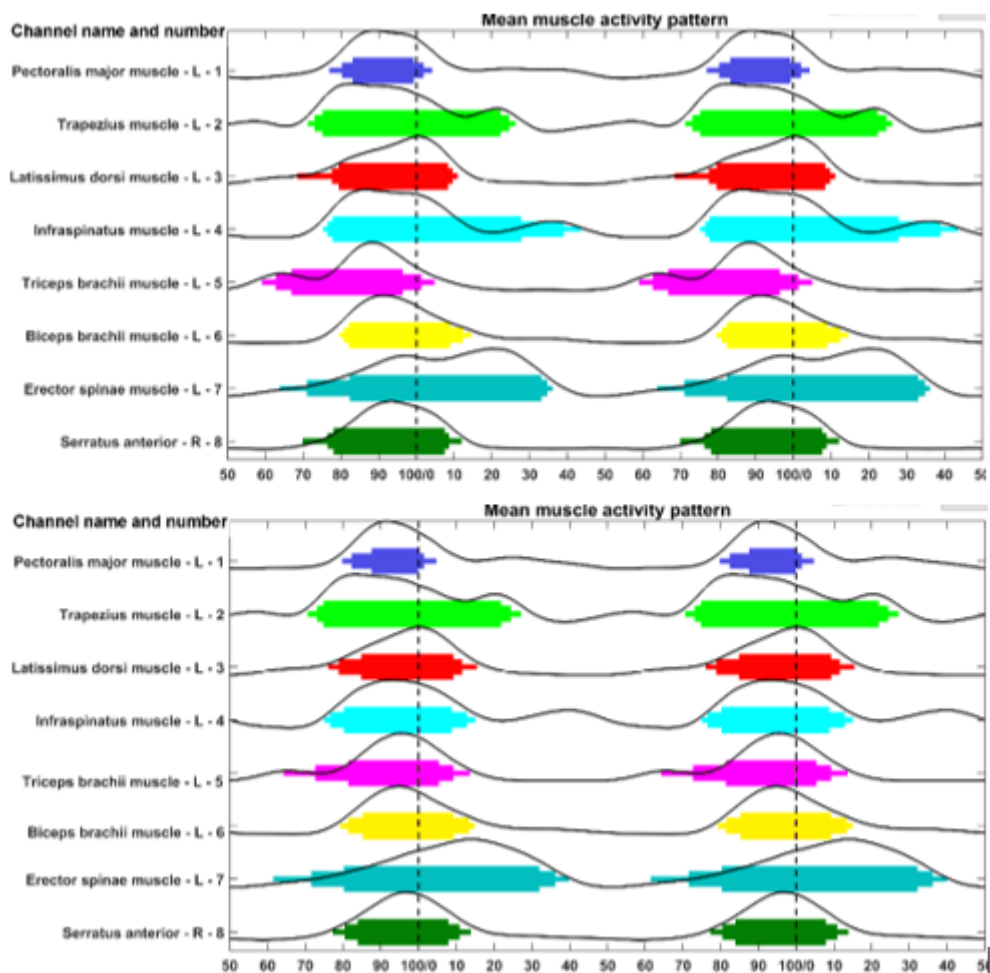 Mean muscle activity pattern
Channel name and number
Pectoralis major muscle - L - 1
Trapezius muscle - L - 2
Latissimus dorsi muscle - L - 3
Infraspinatus muscle - L - 4
Triceps brachii muscle - L - 5
Biceps brachii muscle - L - 6
Erector spinae muscle - L - 7
Serratus anterior - R - 8
50 60 70 80 90 100/0 10 20 30 40 50 60 70 80 90 100/0 10 20 30 40 50
Mean muscle activity pattern
Channel name and number
Pectoralis major muscle - L - 1
Trapezius muscle - L - 2
Latissimus dorsi muscle - L - 3
Infraspinatus muscle - L - 4
Triceps brachii muscle - L - 5
Biceps brachii muscle - L - 6
Erector spinae muscle - L - 7
Serratus anterior - R - 8
50 60 70 80 90 100/0 10 20 30 40 50 60 70 80 90 100/0 10 20 30 40 50